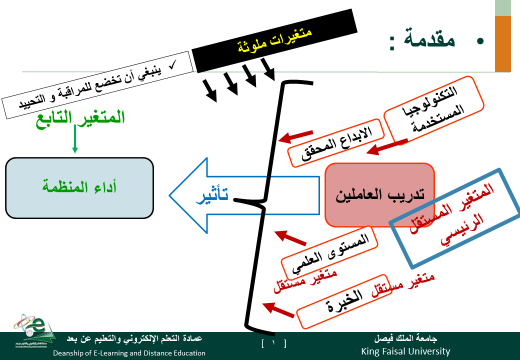 • مقدمة :
متغيرات ملوثة
✓ ينبغي أن تخضع للمراقبة و التحييد
المتغير التابع
التكنولوجيا
المستخدمة
الابداع المحقق
أداء المنظمة
تأثير
تدريب العاملين
المتغير المستقل
الرئيسي
المستوى العلمي
متغير مستقل
الخبرة
متغير مستقل
جامعة الملك فيصل
King Faisal University
[ ١ ]
عمادة التعلم الإلكتروني والتعليم عن بعد
Deanship of E-Learning and Distance Education